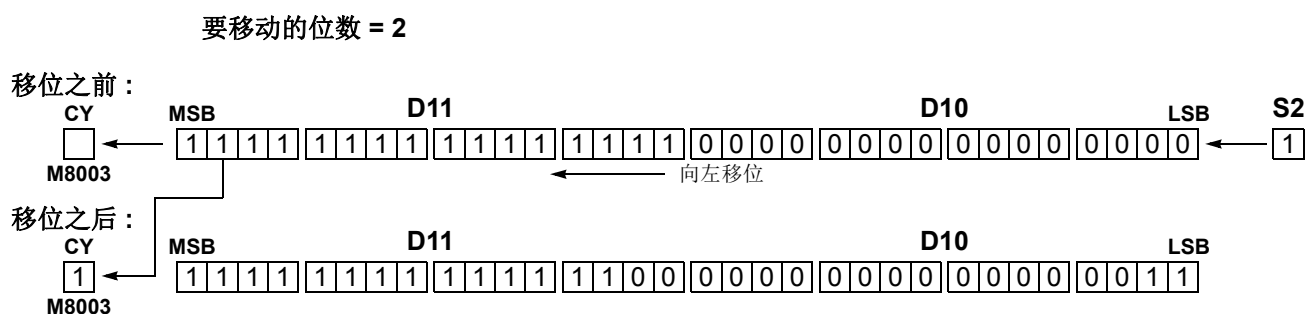 要移动的位数 = 2
移位之前：
CY MSB D11 D10 LSB S2
1 1 1 1 1 1 1 1 1 1 1 1 1 1 1 1 0 0 0 0 0 0 0 0 0 0 0 0 0 0 0 0 1
M8003 向左移位
移位之后：
CY MSB D11 D10 LSB
1 1 1 1 1 1 1 1 1 1 1 1 1 1 1 0 0 0 0 0 0 0 0 0 0 0 0 0 0 0 0 1 1
M8003